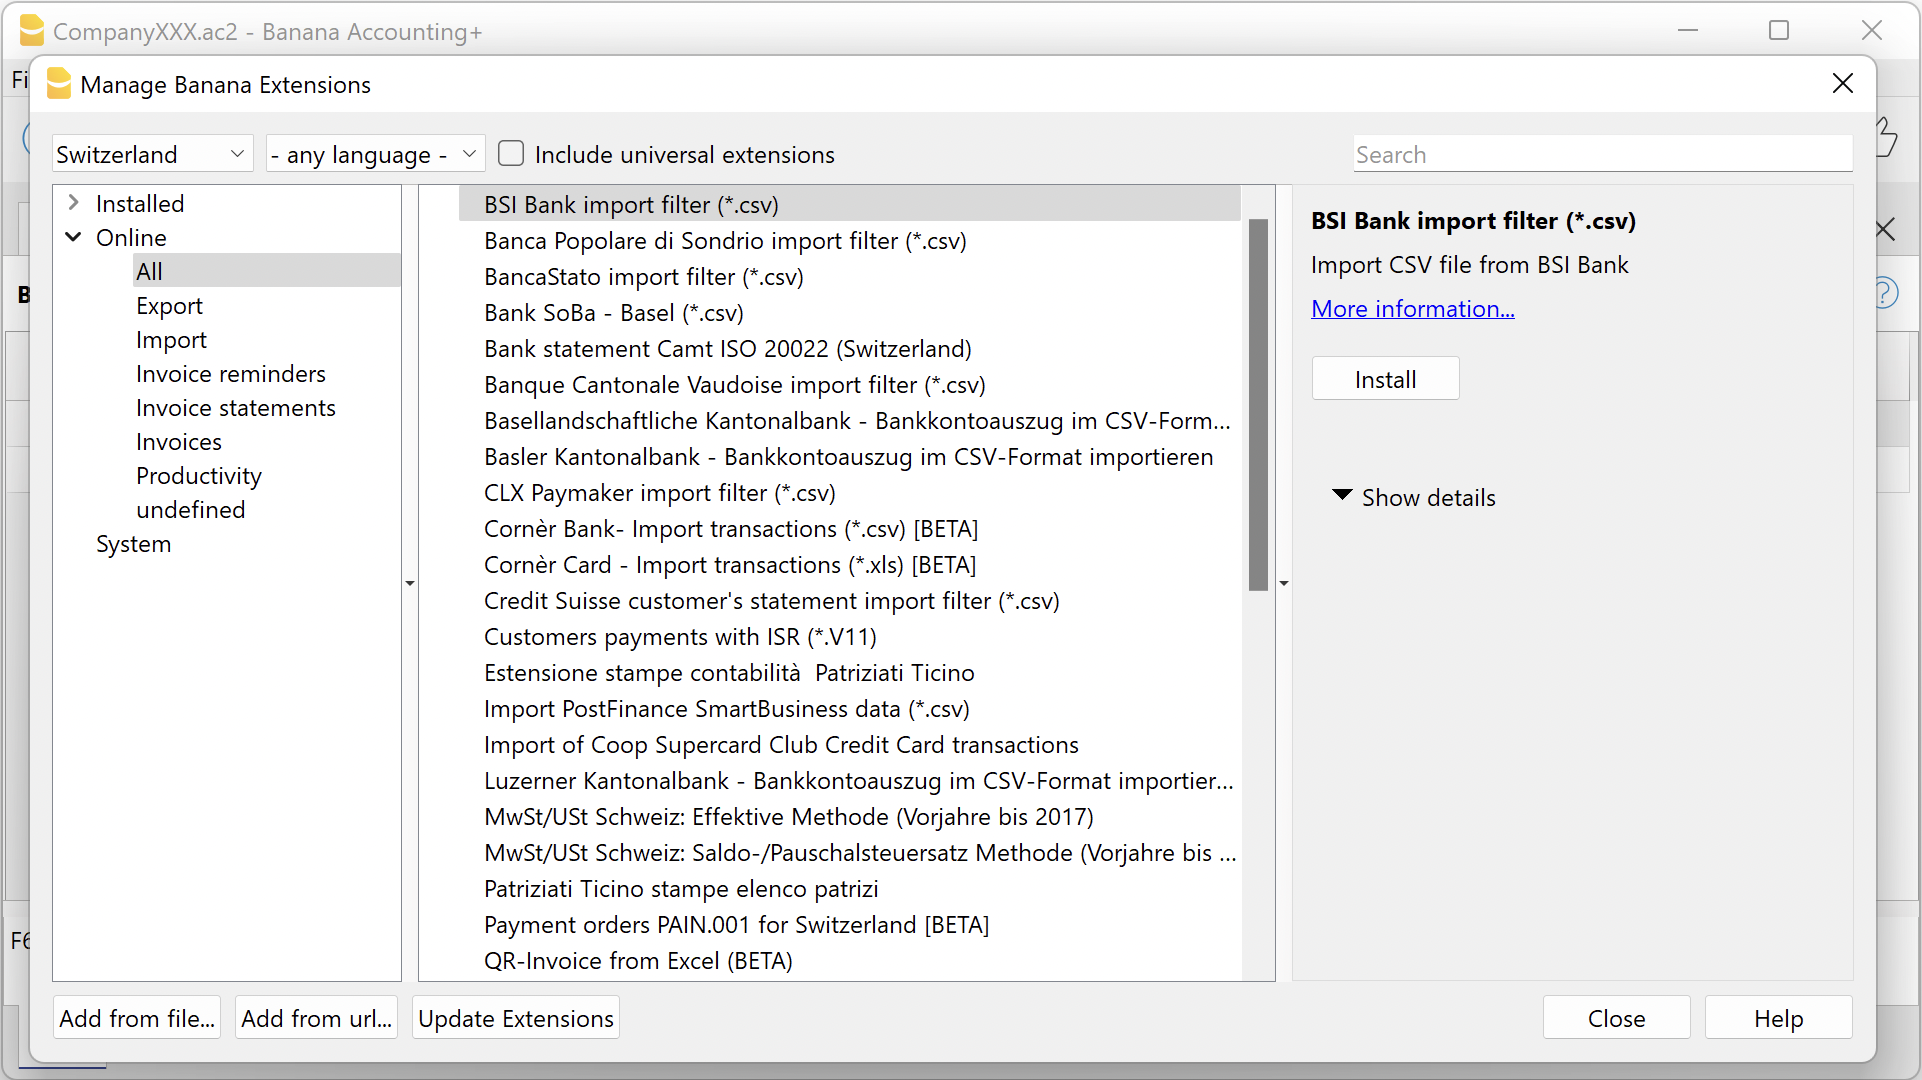 CompanyXXX.ac2 - Banana Accounting+
Fi
Manage Banana Extensions
Switzerland
- any language -
Include universal extensions
Search
Installed
Online
All
Export
Import
Invoice reminders
Invoice statements
Invoices
Productivity
undefined
System
BSI Bank import filter (*.csv)
Banca Popolare di Sondrio import filter (*.csv)
BancaStato import filter (*.csv)
Bank SoBa - Basel (*.csv)
Bank statement Camt ISO 20022 (Switzerland)
Banque Cantonale Vaudoise import filter (*.csv)
Basellandschaftliche Kantonalbank - Bankkontoauszug im CSV-Form...
Basler Kantonalbank - Bankkontoauszug im CSV-Format importieren
CLX Paymaker import filter (*.csv)
Cornèr Bank- Import transactions (*.csv) [BETA]
Cornèr Card - Import transactions (*.xls) [BETA]
Credit Suisse customer's statement import filter (*.csv)
Customers payments with ISR (*.V11)
Estensione stampe contabilità  Patriziati Ticino
Import PostFinance SmartBusiness data (*.csv)
Import of Coop Supercard Club Credit Card transactions
Luzerner Kantonalbank - Bankkontoauszug im CSV-Format importier...
MwSt/USt Schweiz: Effektive Methode (Vorjahre bis 2017)
MwSt/USt Schweiz: Saldo-/Pauschalsteuersatz Methode (Vorjahre bis ...
Patriziati Ticino stampe elenco patrizi
Payment orders PAIN.001 for Switzerland [BETA]
QR-Invoice from Excel (BETA)
BSI Bank import filter (*.csv)
Import CSV file from BSI Bank
More information...
Install
Show details
B
F6
Add from file...
Add from url...
Update Extensions
Close
Help